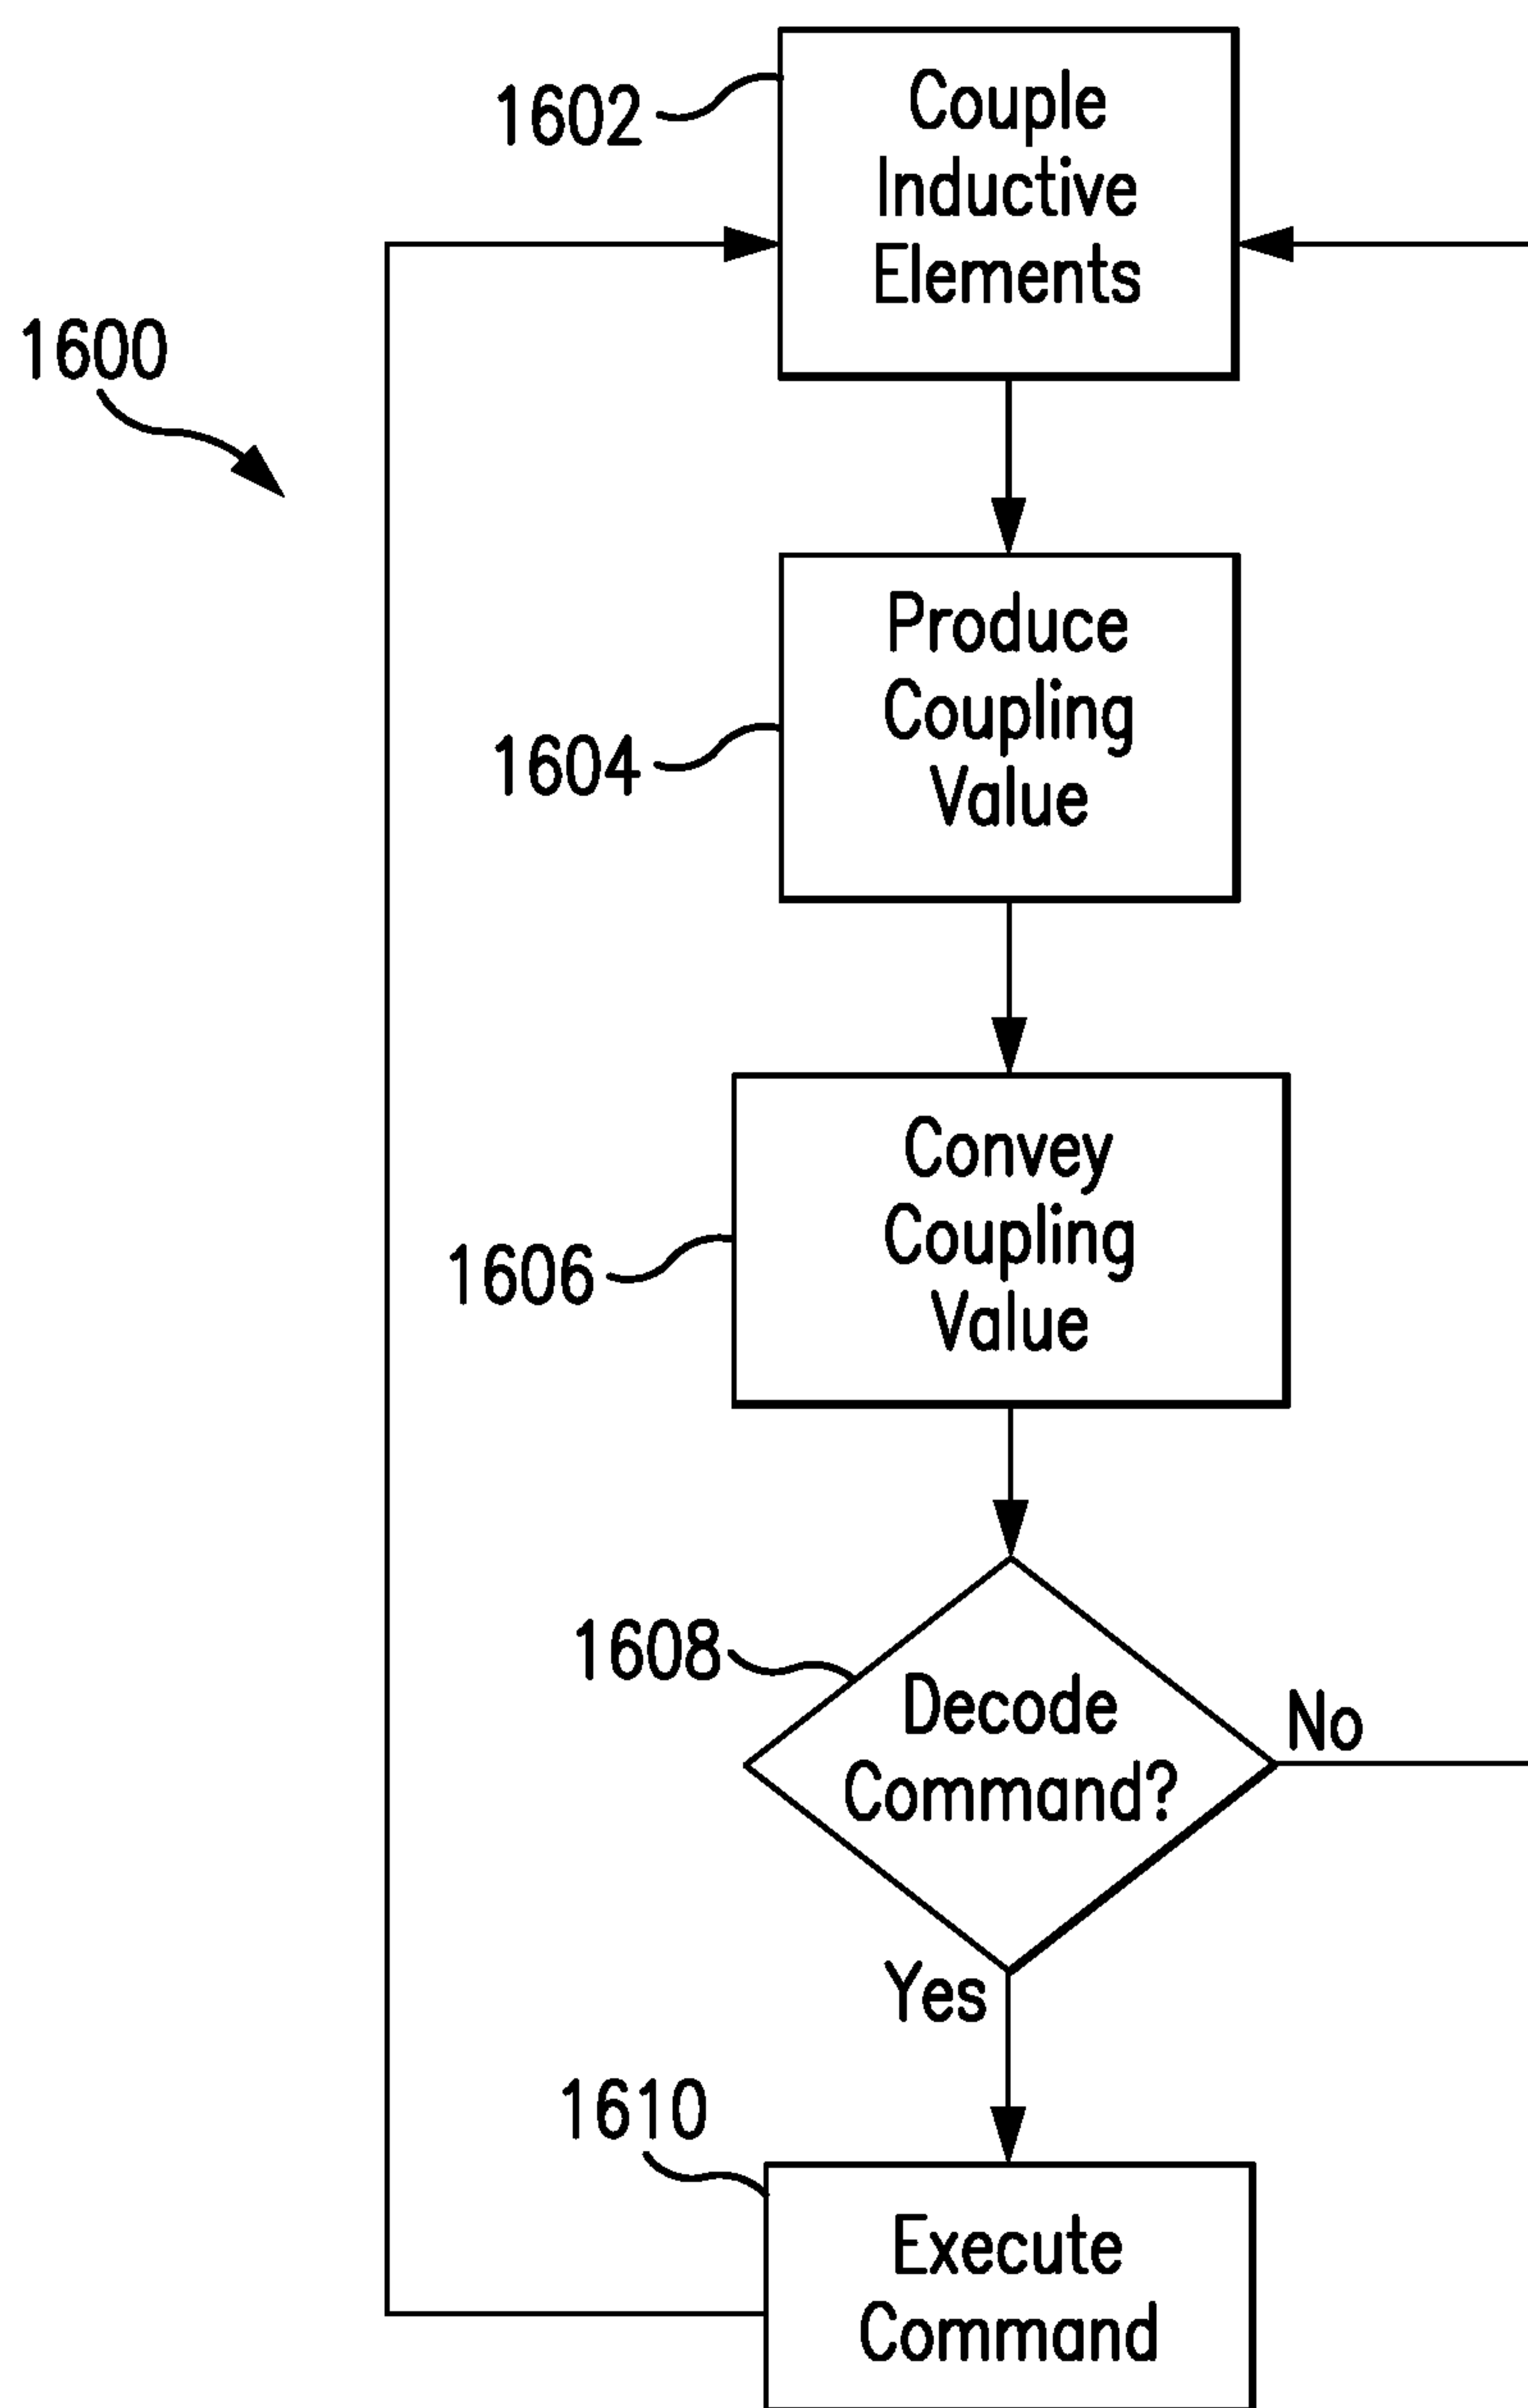 1602
Couple
Inductive
Elements
1600
Produce
Coupling
Value
1604
Convey
Coupling
Value
1606
1608
Decode
Command?
No
Yes
1610
Execute
Command